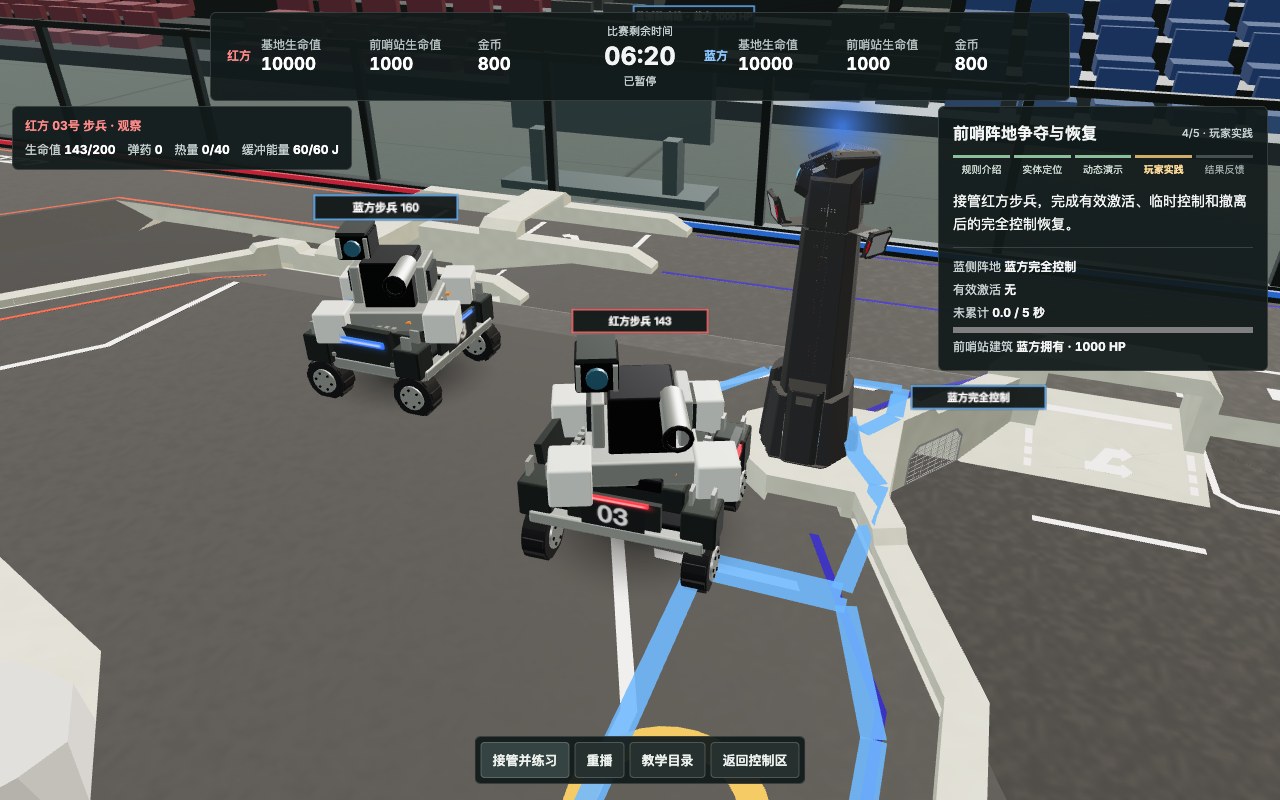 红方
基地生命值
10000
前哨站生命值
1000
金币
800
比赛剩余时间
06:20
已暂停
蓝方
基地生命值
10000
前哨站生命值
1000
金币
800
红方 03号 步兵 · 观察
生命值 143/200 弹药 0 热量 0/40 缓冲能量 60/60 J
前哨阵地争夺与恢复
4/5 · 玩家实践
规则介绍 实体定位 动态演示 玩家实践 结果反馈
接管红方步兵，完成有效激活、临时控制和撤离
后的完全控制恢复。
蓝侧阵地 蓝方完全控制
有效激活 无
未累计 0.0 / 5 秒
前哨站建筑 蓝方拥有 · 1000 HP
蓝方步兵 160
红方步兵 143
蓝方完全控制
03
接管并练习 重播 教学目录 返回控制区